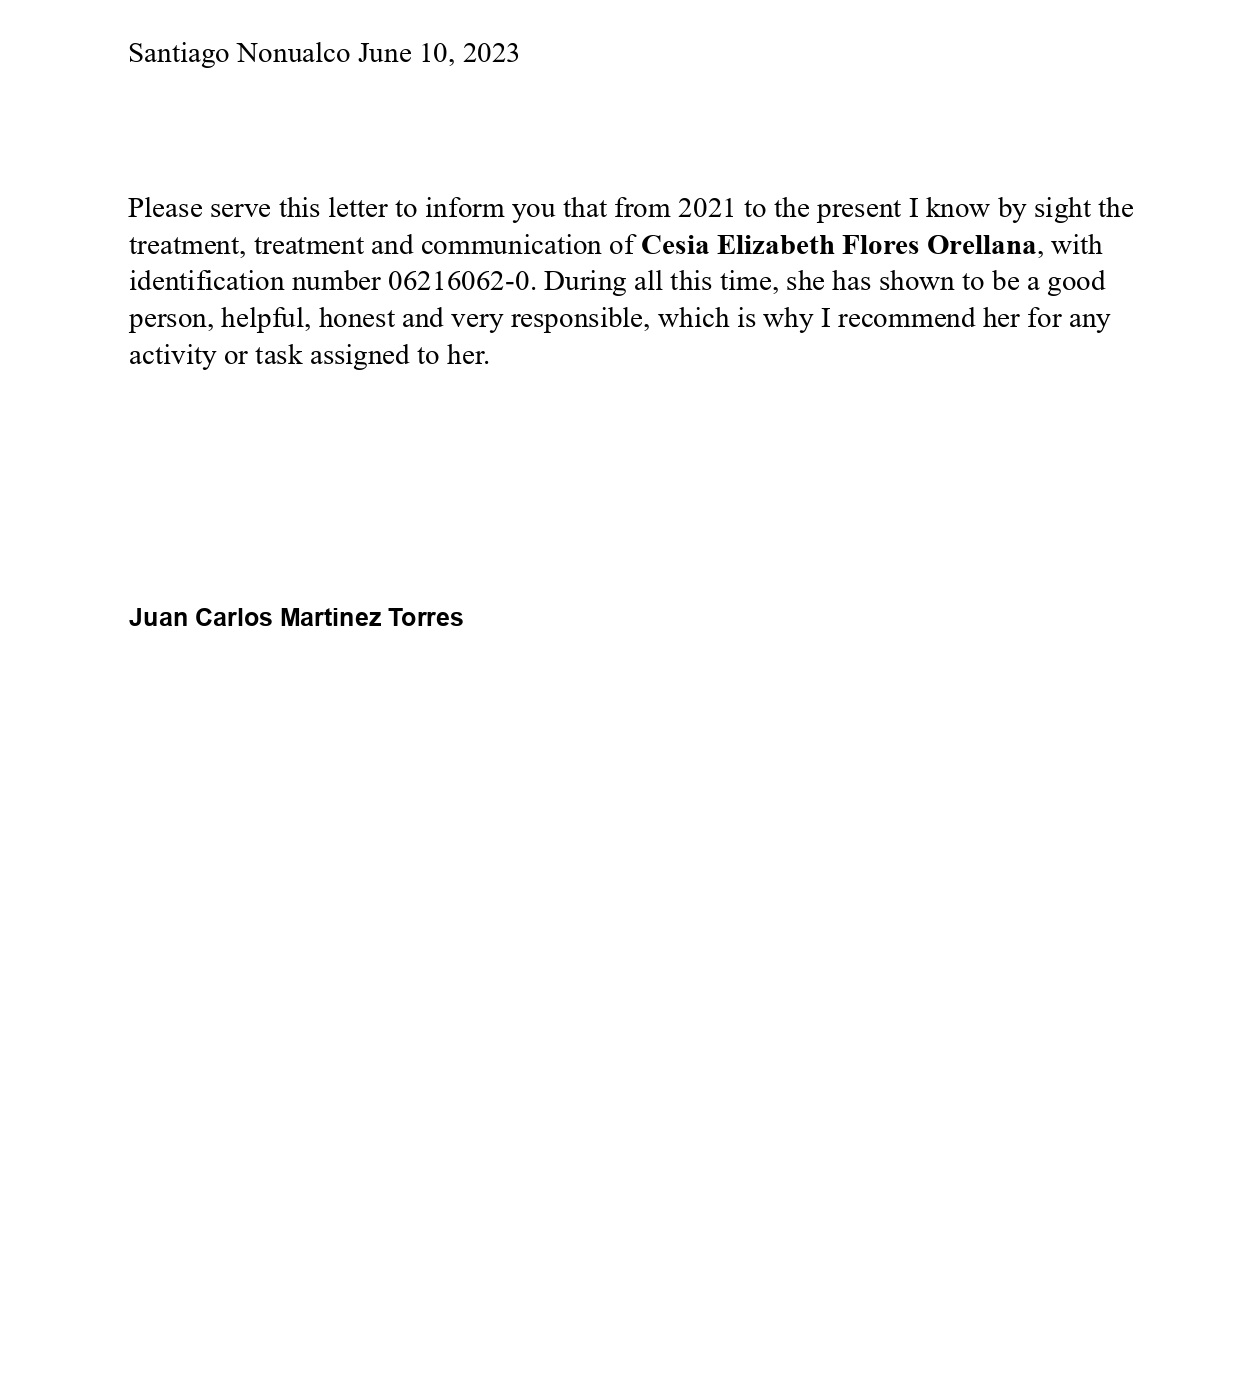 Santiago Nonualco June 10, 2023
Please serve this letter to inform you that from 2021 to the present I know by sight the
treatment, treatment and communication of Cesia Elizabeth Flores Orellana, with
identification number 06216062-0. During all this time, she has shown to be a good
person, helpful, honest and very responsible, which is why I recommend her for any
activity or task assigned to her.
Juan Carlos Martinez Torres